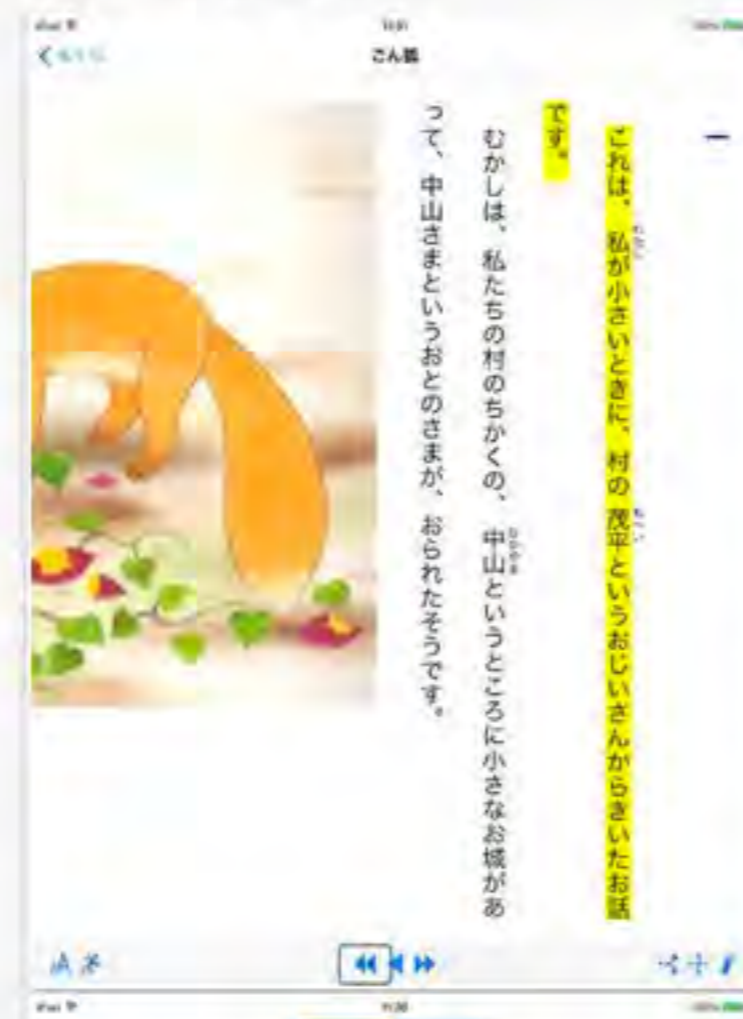 ごん狐
一
これは、私が小さいときに、村の茂平というおじいさんからきいたお話
です。
むかしは、私たちの村のちかくの、中山というところに小さなお城があ
って、中山さまというおとのさまが、おられたそうです。